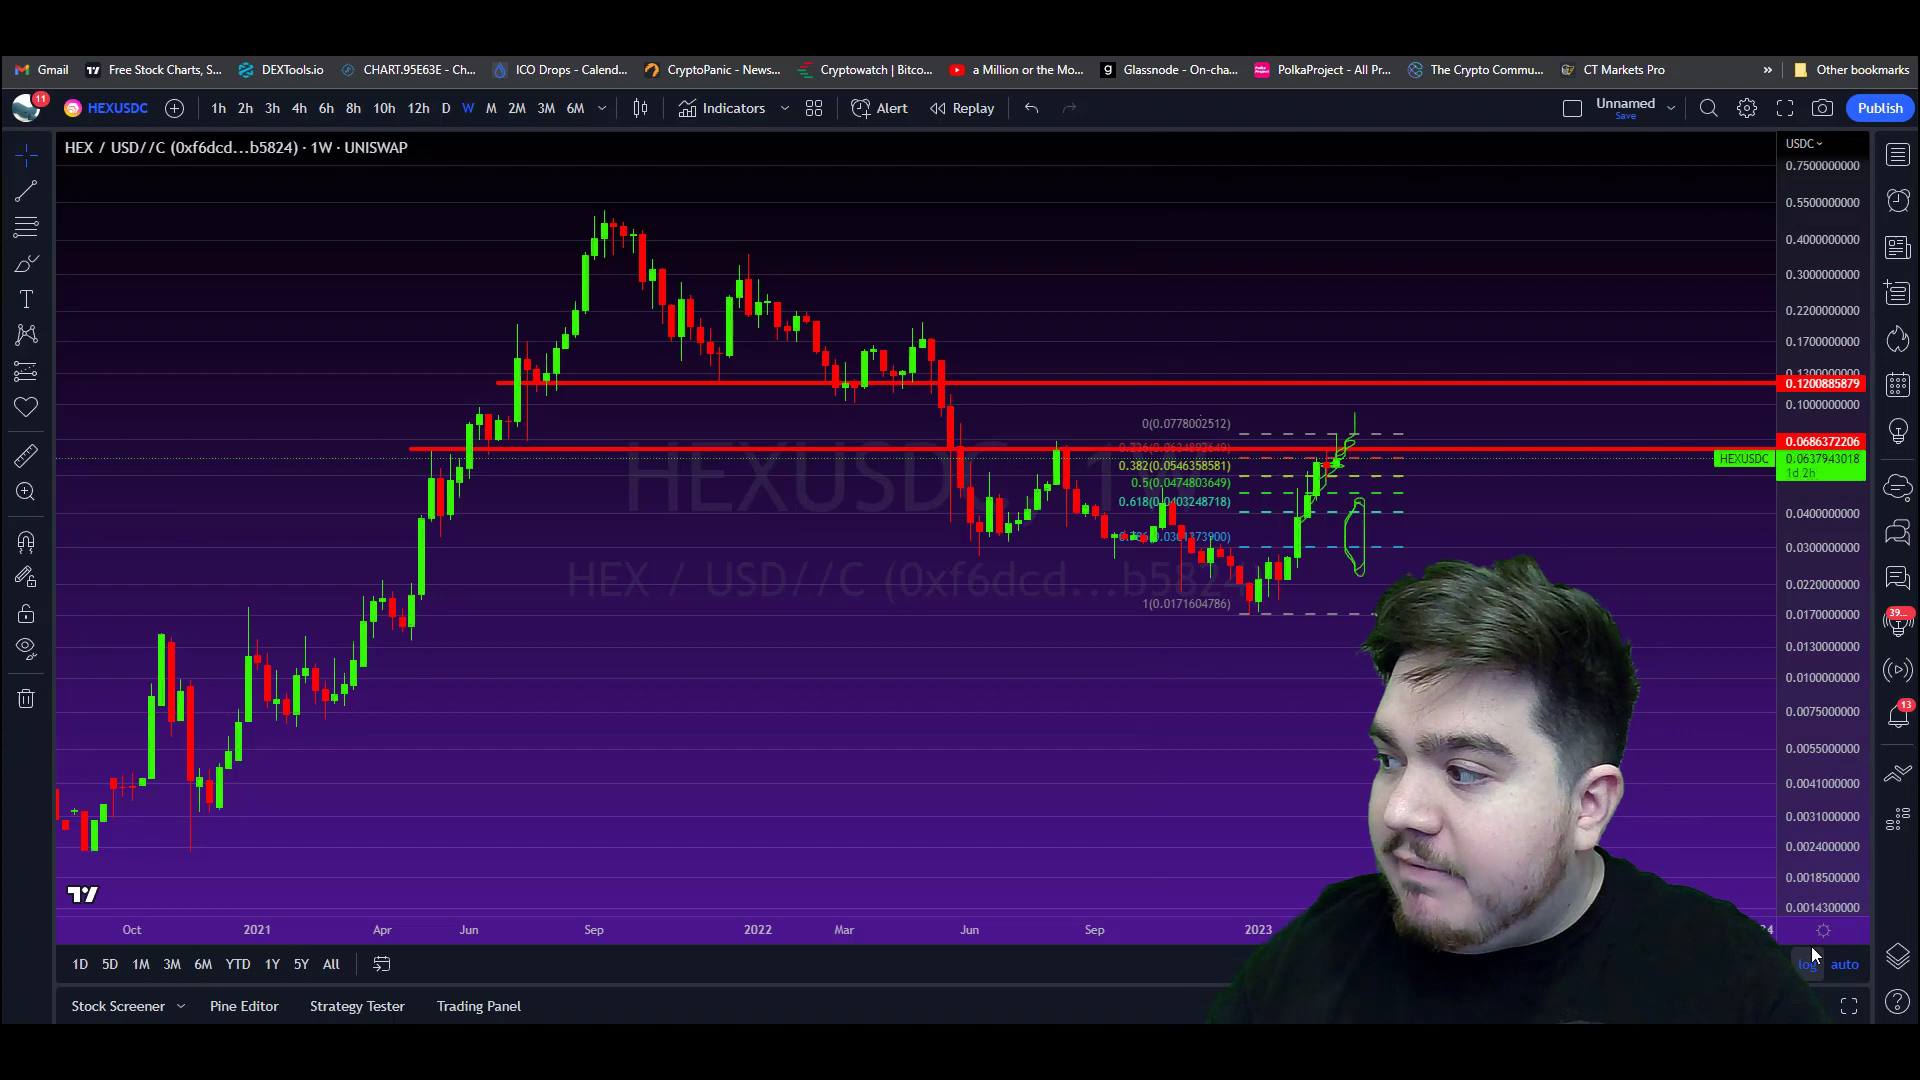 Gmail Free Stock Charts, S... DEXTools.io CHART.95E63E - Ch... ICO Drops - Calend... CryptoPanic - News... Cryptowatch | Bitco... a Million or the Mo... Glassnode - On-cha... PolkaProject - All Pr... The Crypto Commu... CT Markets Pro » Other bookmarks
11 HEXUSDC 1h 2h 3h 4h 6h 8h 10h 12h D W M 2M 3M 6M Indicators Alert Replay Unnamed Publish
Save
HEX / USD//C (0xf6dcd...b5824) · 1W · UNISWAP
USDC
0.7500000000
0.5500000000
0.4000000000
0.3000000000
0.2200000000
0.1700000000
0.1200885879
0.1000000000
0(0.0778002512)
0.0686372206
HEXUSDC 0.0637943018
1d 2h
0.382(0.0546358581)
0.5(0.0474803649)
0.618(0.0403248718)
0.0400000000
0.0300000000
HEX / USD//C (0xf6dcd...b5824)
0.0220000000
1(0.0171604786)
0.0170000000
39...
0.0130000000
0.0100000000
0.0075000000
13
0.0055000000
0.0041000000
0.0031000000
0.0024000000
0.0018500000
0.0014300000
Oct 2021 Apr Jun Sep 2022 Mar Jun Sep 2023
1D 5D 1M 3M 6M YTD 1Y 5Y All log auto
Stock Screener Pine Editor Strategy Tester Trading Panel